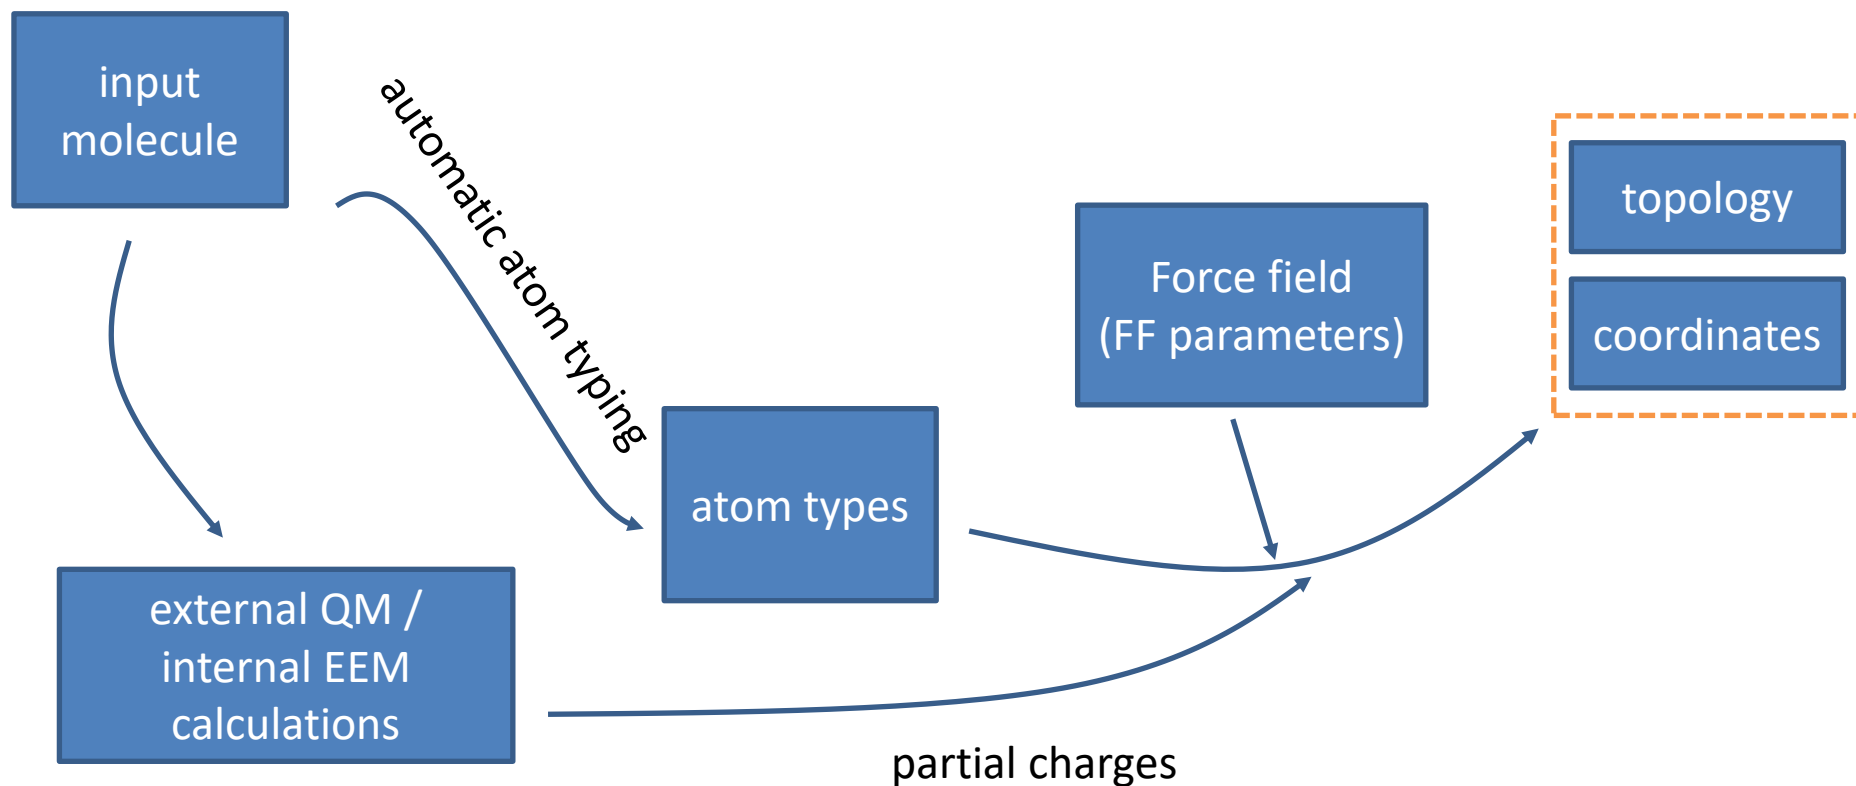 input
molecule
automatic atom typing
topology
coordinates
Force field
(FF parameters)
atom types
external QM /
internal EEM
calculations
partial charges